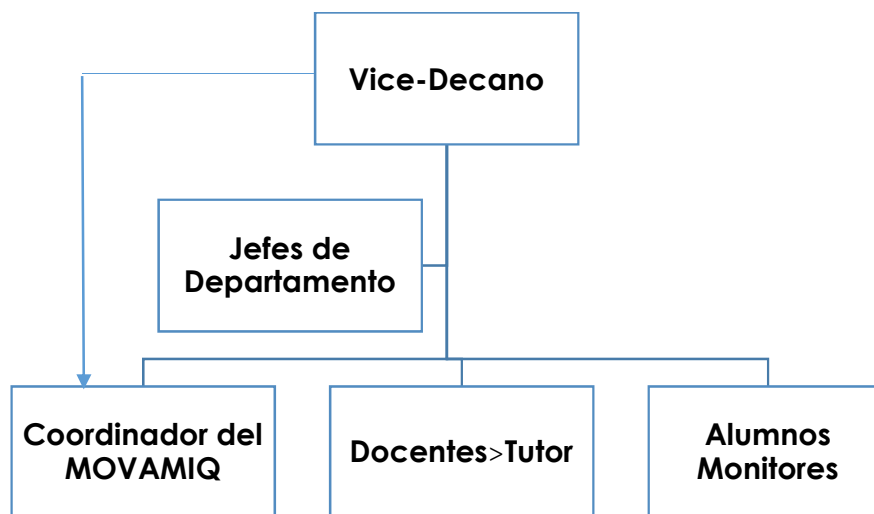 Vice-Decano
Jefes de
Departamento
Coordinador del
MOVAMIQ
Docentes>Tutor
Alumnos
Monitores